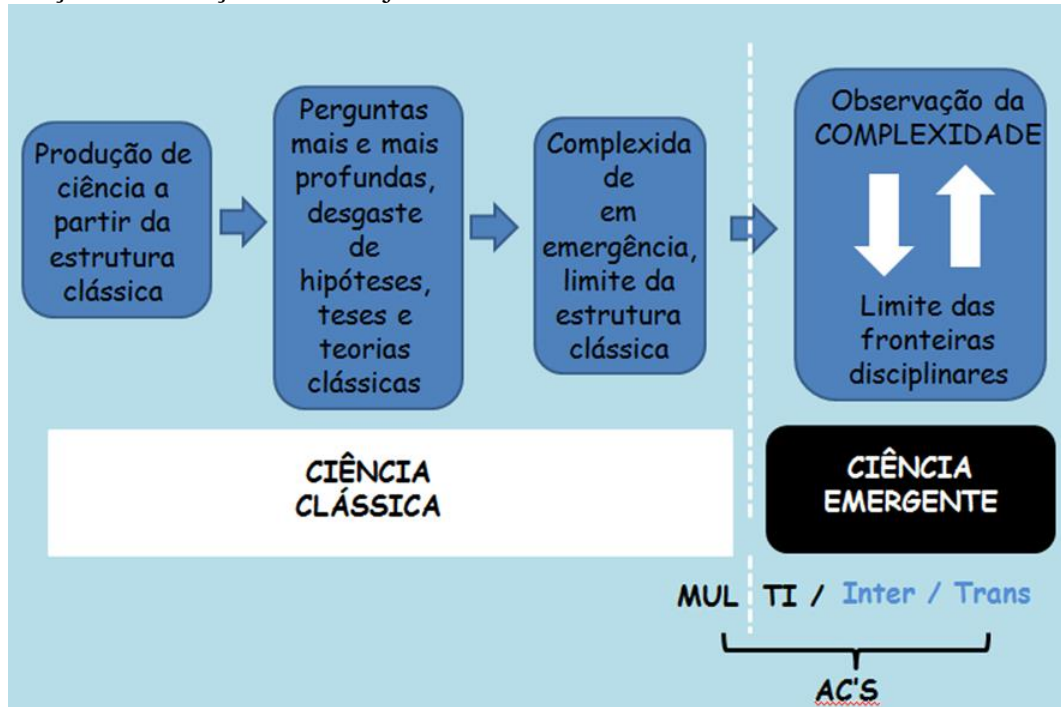 Produção de
ciência a
partir da
estrutura
clássica
Perguntas
mais e mais
profundas,
desgaste
de
hipóteses,
teses e
teorias
clássicas
Complexida
de
em
emergência,
limite da
estrutura
clássica
Observação da
COMPLEXIDADE
Limite das
fronteiras
disciplinares
CIÊNCIA
CLÁSSICA
CIÊNCIA
EMERGENTE
MUL TI / Inter / Trans
AC'S